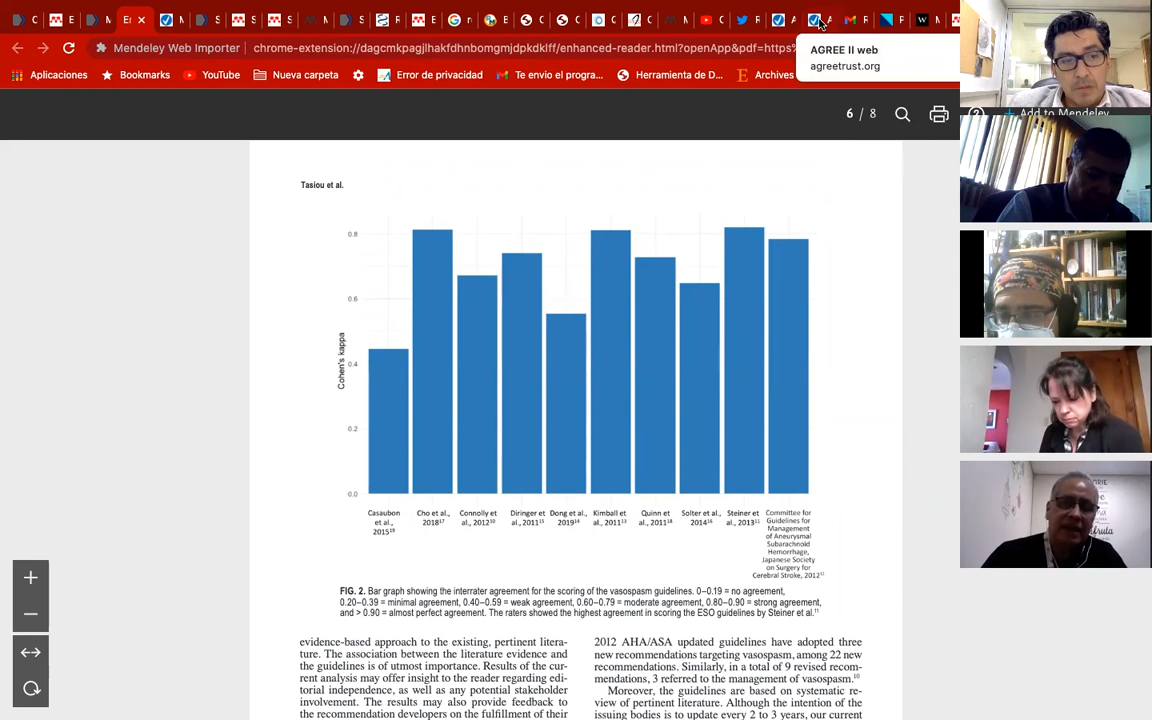 Mendeley Web Importer
chrome-extension://dagcmkpagjlhakfdhnbomgmjdpkdklff/enhanced-reader.html?openApp&pdf=https%
AGREE II web
agreetrust.org
Aplicaciones
Bookmarks
YouTube
Nueva carpeta
Error de privacidad
Te envío el progra...
Herramienta de D...
Archives
6 / 8
Add to Mendeley
Tasiou et al.
Cohen's kappa
0.8
0.6
0.4
0.2
0.0
Casaubon et al., 2015
Cho et al., 2018¹⁷
Connolly et al., 2012¹⁰
Diringer et al., 2011¹⁵
Dong et al., 2019¹⁴
Kimball et al., 2011¹³
Quinn et al., 2011¹⁸
Solter et al., 2014¹⁶
Steiner et al., 2013¹¹
Committee for
Guidelines for
Management
of Aneurysmal
Subarachnoid
Hemorrhage,
Japanese Society
on Surgery for
Cerebral Stroke, 2012¹²
FIG. 2. Bar graph showing the interrater agreement for the scoring of the vasospasm guidelines. 0–0.19 = no agreement,
0.20–0.39 = minimal agreement, 0.40–0.59 = weak agreement, 0.60–0.79 = moderate agreement, 0.80–0.90 = strong agreement,
and > 0.90 = almost perfect agreement. The raters showed the highest agreement in scoring the ESO guidelines by Steiner et al.¹¹
evidence-based approach to the existing, pertinent litera-
ture. The association between the literature evidence and
the guidelines is of utmost importance. Results of the cur-
rent analysis may offer insight to the reader regarding edi-
torial independence, as well as any potential stakeholder
involvement. The results may also provide feedback to
the recommendation developers on the fulfillment of their
2012 AHA/ASA updated guidelines have adopted three
new recommendations targeting vasospasm, among 22 new
recommendations. Similarly, in a total of 9 revised recom-
mendations, 3 referred to the management of vasospasm.¹⁰
Moreover, the guidelines are based on systematic re-
view of pertinent literature. Although the intention of the
issuing bodies is to update every 2 to 3 years, our current